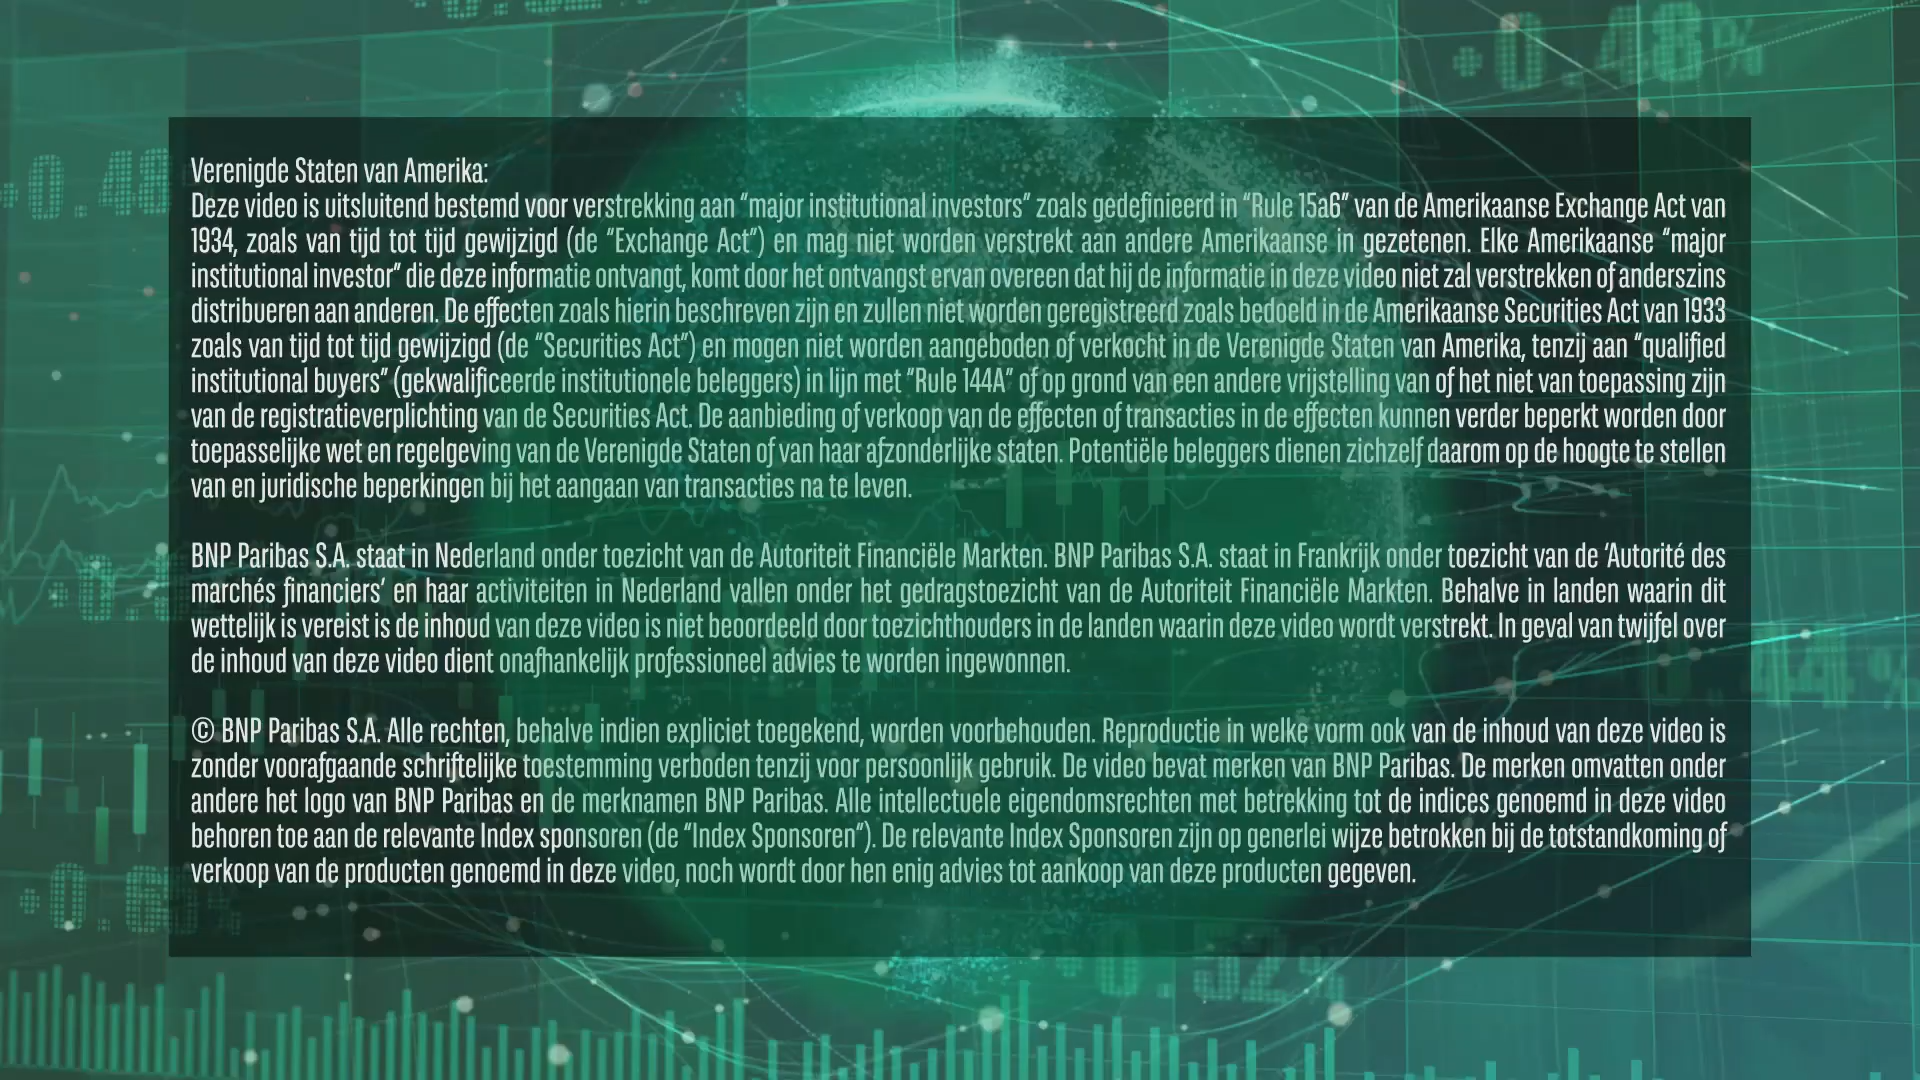 +0.48%
+0.48
Verenigde Staten van Amerika:
Deze video is uitsluitend bestemd voor verstrekking aan “major institutional investors” zoals gedefinieerd in “Rule 15a6” van de Amerikaanse Exchange Act van
1934, zoals van tijd tot tijd gewijzigd (de “Exchange Act”) en mag niet worden verstrekt aan andere Amerikaanse in gezetenen. Elke Amerikaanse “major
institutional investor” die deze informatie ontvangt, komt door het ontvangst ervan overeen dat hij de informatie in deze video niet zal verstrekken of anderszins
distribueren aan anderen. De effecten zoals hierin beschreven zijn en zullen niet worden geregistreerd zoals bedoeld in de Amerikaanse Securities Act van 1933
zoals van tijd tot tijd gewijzigd (de “Securities Act”) en mogen niet worden aangeboden of verkocht in de Verenigde Staten van Amerika, tenzij aan “qualified
institutional buyers” (gekwalificeerde institutionele beleggers) in lijn met “Rule 144A” of op grond van een andere vrijstelling van of het niet van toepassing zijn
van de registratieverplichting van de Securities Act. De aanbieding of verkoop van de effecten of transacties in de effecten kunnen verder beperkt worden door
toepasselijke wet en regelgeving van de Verenigde Staten of van haar afzonderlijke staten. Potentiële beleggers dienen zichzelf daarom op de hoogte te stellen
van en juridische beperkingen bij het aangaan van transacties na te leven.
BNP Paribas S.A. staat in Nederland onder toezicht van de Autoriteit Financiële Markten. BNP Paribas S.A. staat in Frankrijk onder toezicht van de ‘Autorité des
marchés financiers’ en haar activiteiten in Nederland vallen onder het gedragstoezicht van de Autoriteit Financiële Markten. Behalve in landen waarin dit
wettelijk is vereist is de inhoud van deze video is niet beoordeeld door toezichthouders in de landen waarin deze video wordt verstrekt. In geval van twijfel over
de inhoud van deze video dient onafhankelijk professioneel advies te worden ingewonnen.
© BNP Paribas S.A. Alle rechten, behalve indien expliciet toegekend, worden voorbehouden. Reproductie in welke vorm ook van de inhoud van deze video is
zonder voorafgaande schriftelijke toestemming verboden tenzij voor persoonlijk gebruik. De video bevat merken van BNP Paribas. De merken omvatten onder
andere het logo van BNP Paribas en de merknamen BNP Paribas. Alle intellectuele eigendomsrechten met betrekking tot de indices genoemd in deze video
behoren toe aan de relevante Index sponsoren (de “Index Sponsoren”). De relevante Index Sponsoren zijn op generlei wijze betrokken bij de totstandkoming of
verkoop van de producten genoemd in deze video, noch wordt door hen enig advies tot aankoop van deze producten gegeven.